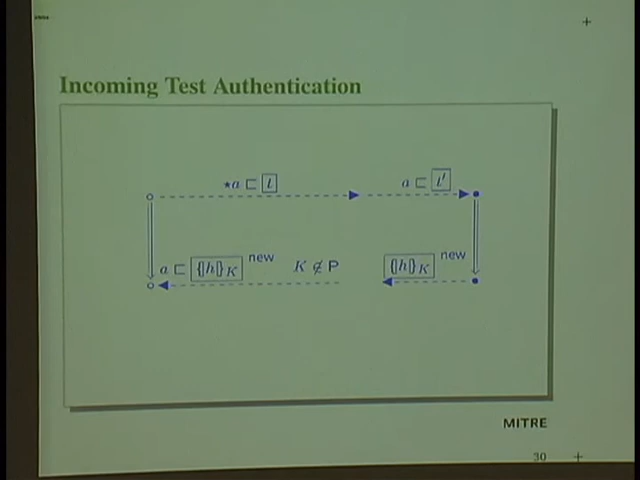 Incoming Test Authentication
⋆a ⊏ t
a ⊏ t′
a ⊏ {|h|}K new K ∉ P
{|h|}K new
MITRE
30